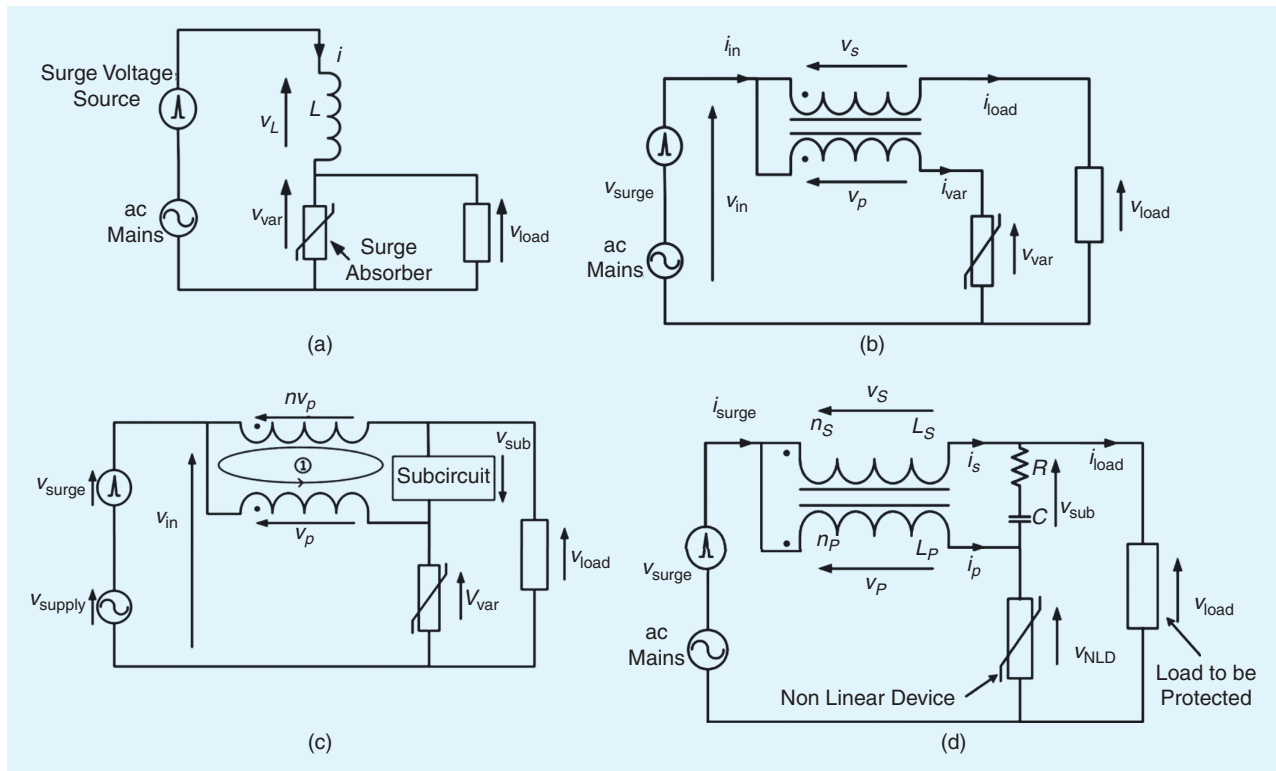 Surge Voltage
Source
i
v_L
L
v_var
ac
Mains
v_load
Surge
Absorber
(a)
i_in
v_s
i_load
v_surge
v_in
v_p
i_var
v_load
ac
Mains
v_var
(b)
nv_p
v_sub
1
Subcircuit
v_surge
v_in
v_p
v_load
v_supply
V_var
(c)
i_surge
v_S
n_S
L_S
i_s
i_load
R
v_sub
C
n_P
L_P
i_p
v_surge
v_P
v_load
ac
Mains
v_NLD
Load to be
Protected
Non Linear Device
(d)